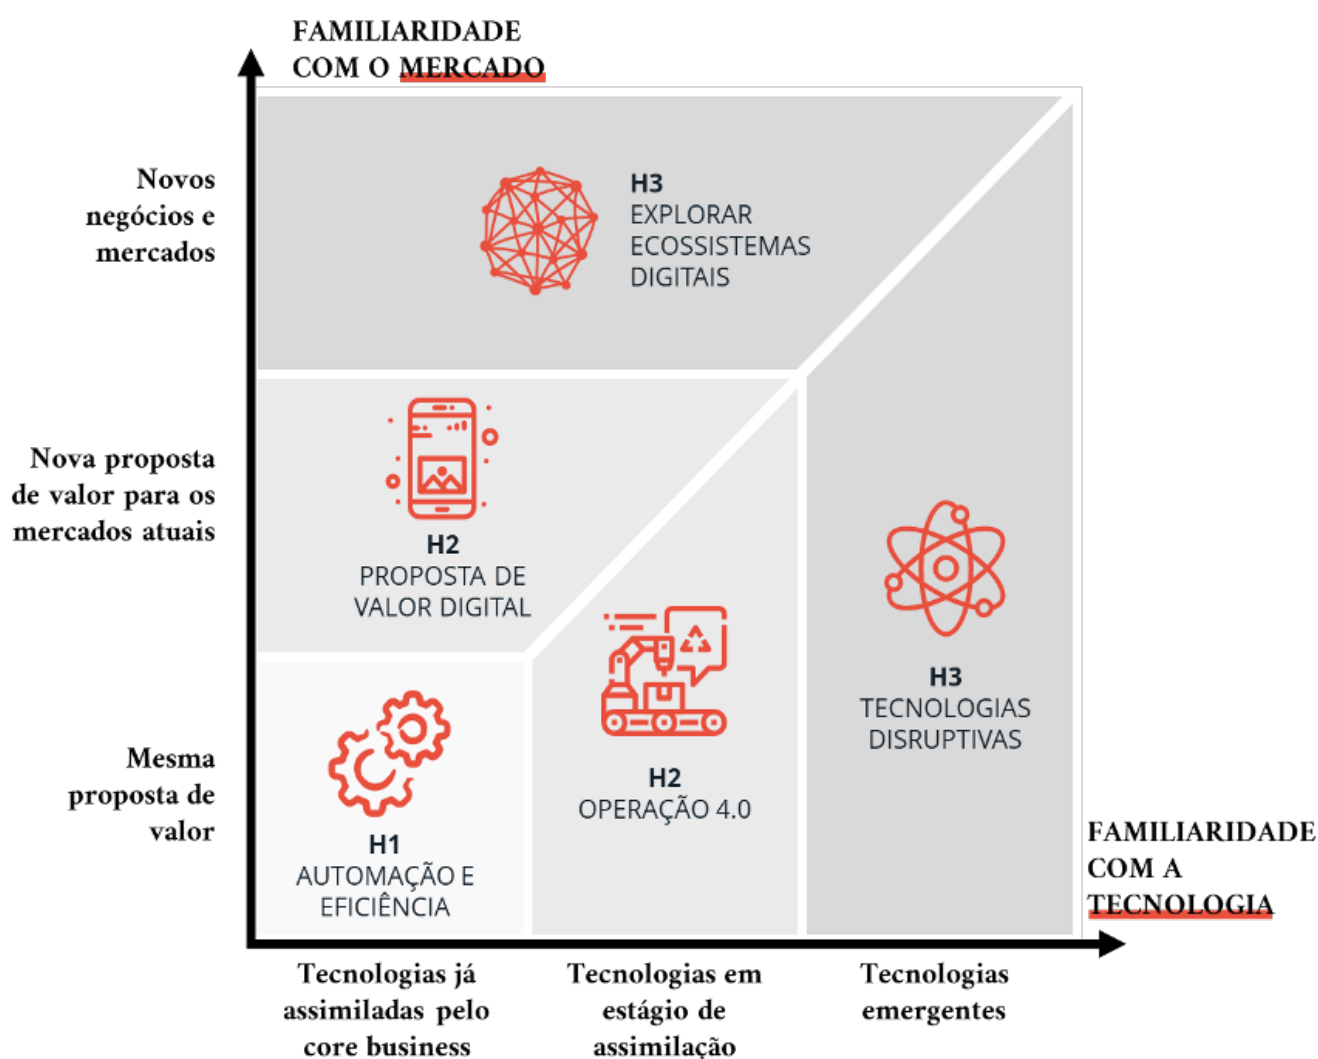 FAMILIARIDADE
COM O MERCADO
Novos
negócios e
mercados
H3
EXPLORAR
ECOSSISTEMAS
DIGITAIS
Nova proposta
de valor para os
mercados atuais
H2
PROPOSTA DE
VALOR DIGITAL
H2
OPERAÇÃO 4.0
H3
TECNOLOGIAS
DISRUPTIVAS
Mesma
proposta de
valor
H1
AUTOMAÇÃO E
EFICIÊNCIA
FAMILIARIDADE
COM A
TECNOLOGIA
Tecnologias já
assimiladas pelo
core business
Tecnologias em
estágio de
assimilação
Tecnologias
emergentes